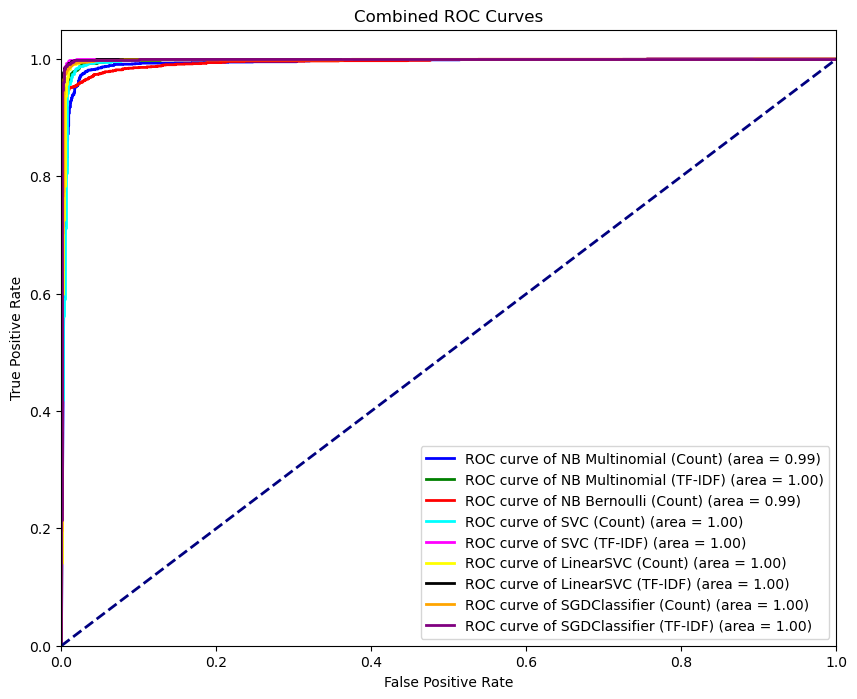 Combined ROC Curves
True Positive Rate
1.0
0.8
0.6
0.4
0.2
0.0
ROC curve of NB Multinomial (Count) (area = 0.99)
ROC curve of NB Multinomial (TF-IDF) (area = 1.00)
ROC curve of NB Bernoulli (Count) (area = 0.99)
ROC curve of SVC (Count) (area = 1.00)
ROC curve of SVC (TF-IDF) (area = 1.00)
ROC curve of LinearSVC (Count) (area = 1.00)
ROC curve of LinearSVC (TF-IDF) (area = 1.00)
ROC curve of SGDClassifier (Count) (area = 1.00)
ROC curve of SGDClassifier (TF-IDF) (area = 1.00)
0.0 0.2 0.4 0.6 0.8 1.0
False Positive Rate